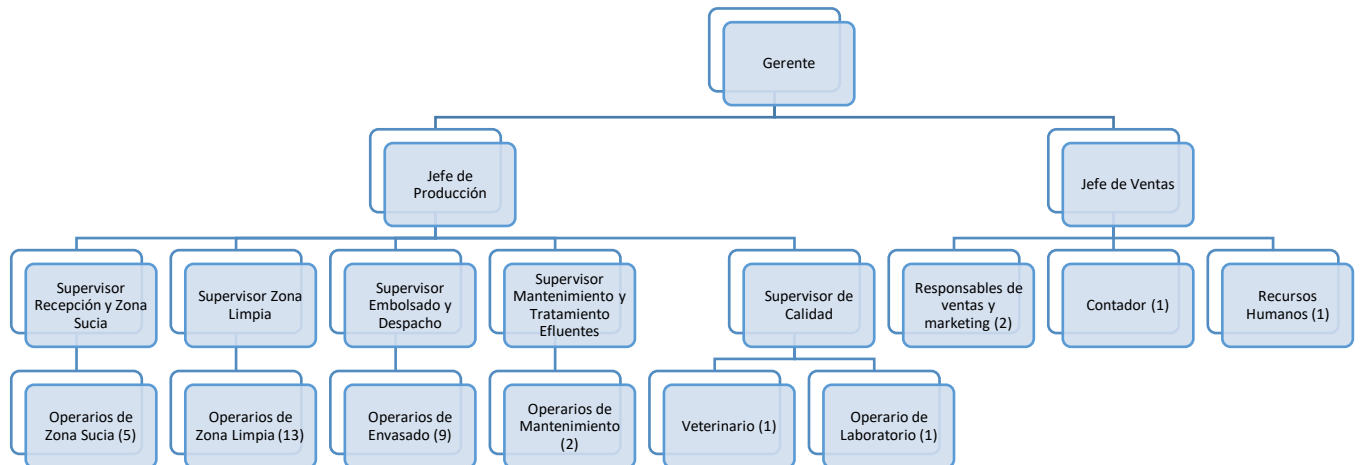 Gerente
Jefe de
Producción
Jefe de Ventas
Supervisor
Recepción y Zona
Sucia
Supervisor Zona
Limpia
Supervisor
Embolsado y
Despacho
Supervisor
Mantenimiento y
Tratamiento
Efluentes
Supervisor de
Calidad
Responsables de
ventas y
marketing (2)
Contador (1)
Recursos
Humanos (1)
Operarios de
Zona Sucia (5)
Operarios de
Zona Limpia (13)
Operarios de
Envasado (9)
Operarios de
Mantenimiento
(2)
Veterinario (1)
Operario de
Laboratorio (1)